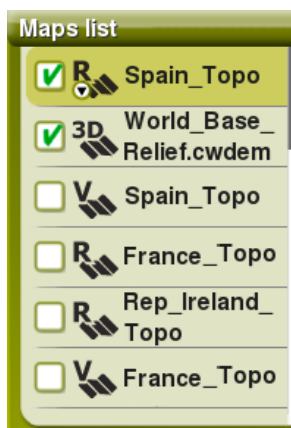 Maps list
R Spain_Topo
3D World_Base_
Relief.cwdem
V Spain_Topo
R France_Topo
R Rep_Ireland_
Topo
V France_Topo